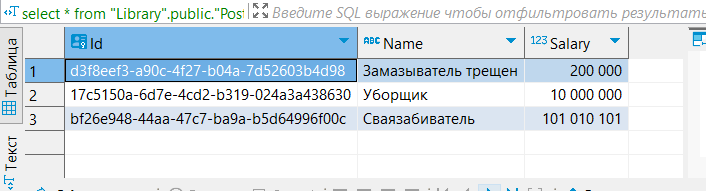 select * from "Library".public."Pos Введите SQL выражение чтобы отфильтровать результаты
Таблица
Текст
Id ABC Name 123 Salary
1 d3f8eef3-a90c-4f27-b04a-7d52603b4d98 Замазыватель трещен 200 000
2 17c5150a-6d7e-4cd2-b319-024a3a438630 Уборщик 10 000 000
3 bf26e948-44aa-47c7-ba9a-b5d64996f00c Сваязабиватель 101 010 101